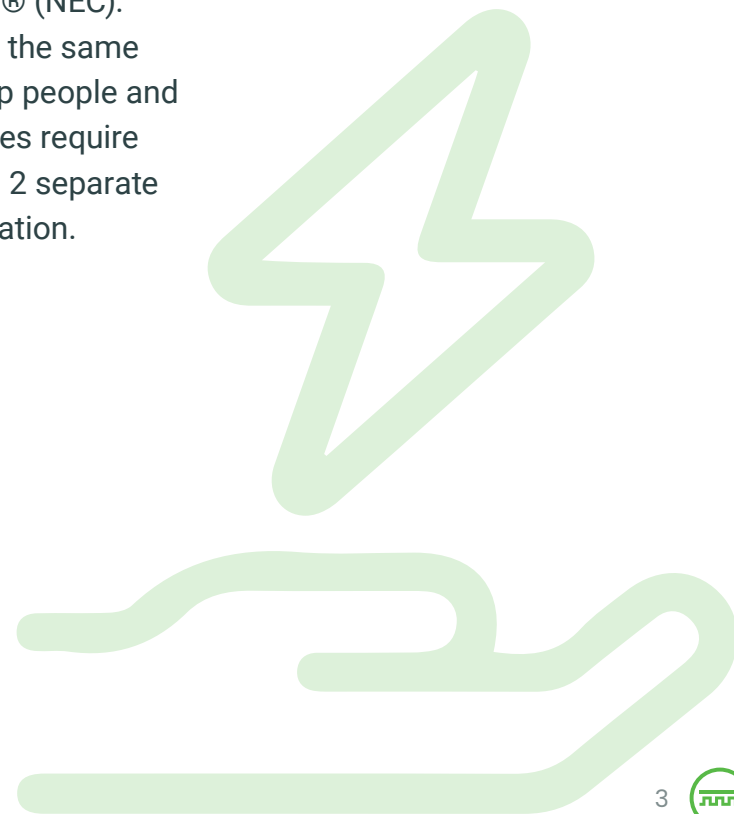 ® (NEC).
the same
p people and
es require
2 separate
ation.
3